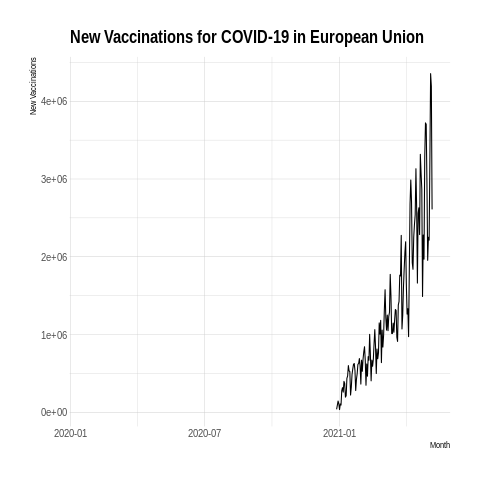 New Vaccinations for COVID-19 in European Union
New Vaccinations
4e+06
3e+06
2e+06
1e+06
0e+00
2020-01 2020-07 2021-01
Month